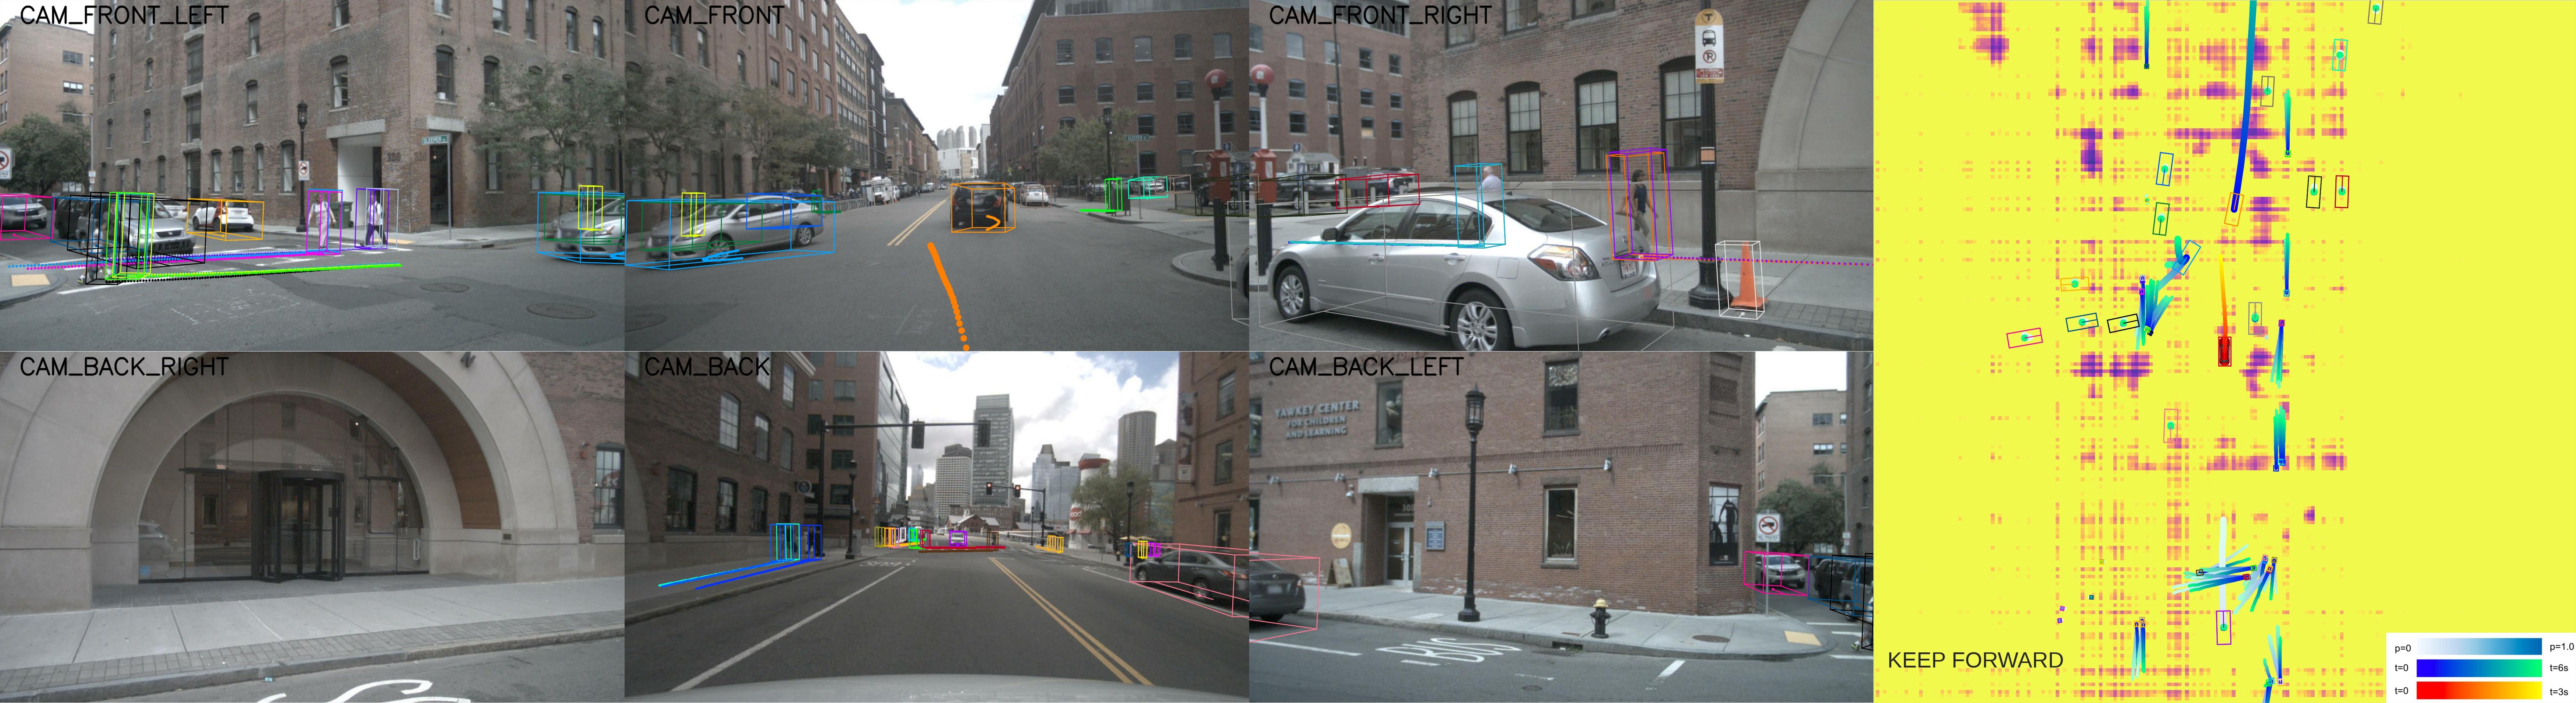 CAM_FRONT_LEFT
CAM_FRONT
CAM_FRONT_RIGHT
T
CAM_BACK_RIGHT
CAM_BACK
CAM_BACK_LEFT
YAWKEY CENTER
FOR CHILDREN
AND LEARNING
BUS
KEEP FORWARD
p=0
p=1.0
t=0
t=6s
t=0
t=3s